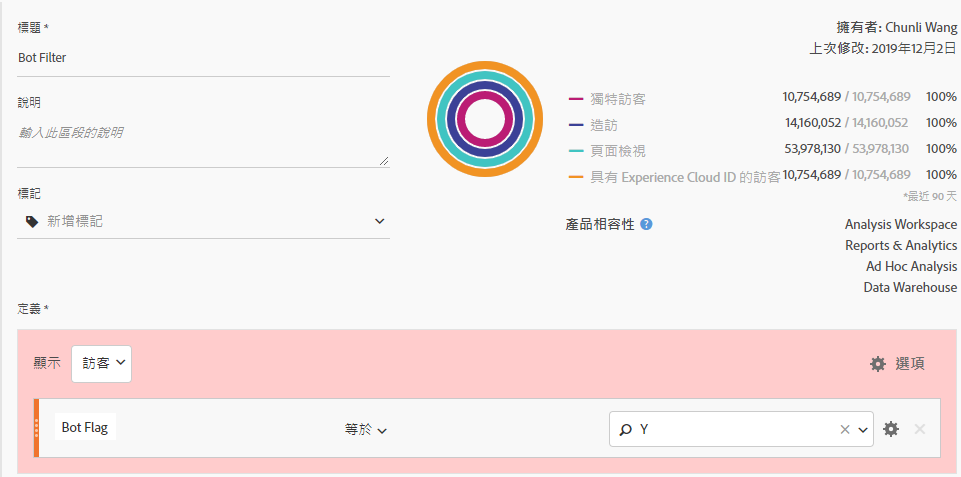 標題 *
Bot Filter
說明
輸入此區段的說明
標記
新增標記
擁有者: Chunli Wang
上次修改: 2019年12月2日
獨特訪客 10,754,689 / 10,754,689 100%
造訪 14,160,052 / 14,160,052 100%
頁面檢視 53,978,130 / 53,978,130 100%
具有 Experience Cloud ID 的訪客 10,754,689 / 10,754,689 100%
*最近 90 天
產品相容性 ?
Analysis Workspace
Reports & Analytics
Ad Hoc Analysis
Data Warehouse
定義 *
顯示 訪客 選項
Bot Flag 等於 Y